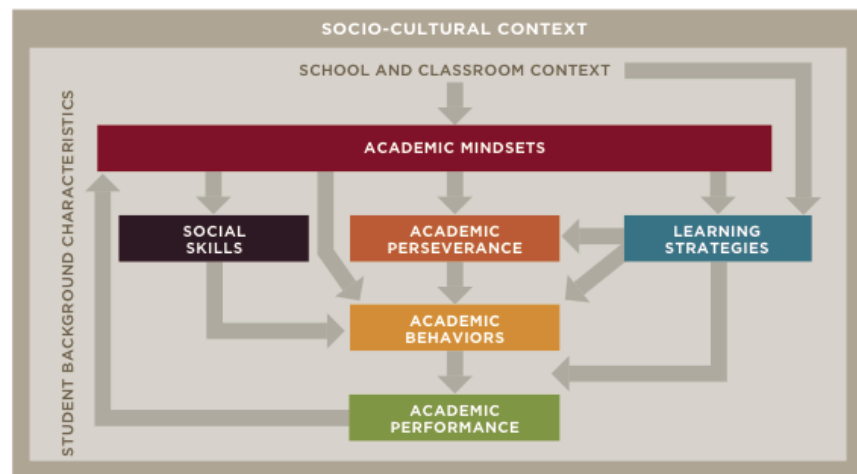 SOCIO-CULTURAL CONTEXT
SCHOOL AND CLASSROOM CONTEXT
STUDENT BACKGROUND CHARACTERISTICS
ACADEMIC MINDSETS
SOCIAL
SKILLS
ACADEMIC
PERSEVERANCE
LEARNING
STRATEGIES
ACADEMIC
BEHAVIORS
ACADEMIC
PERFORMANCE